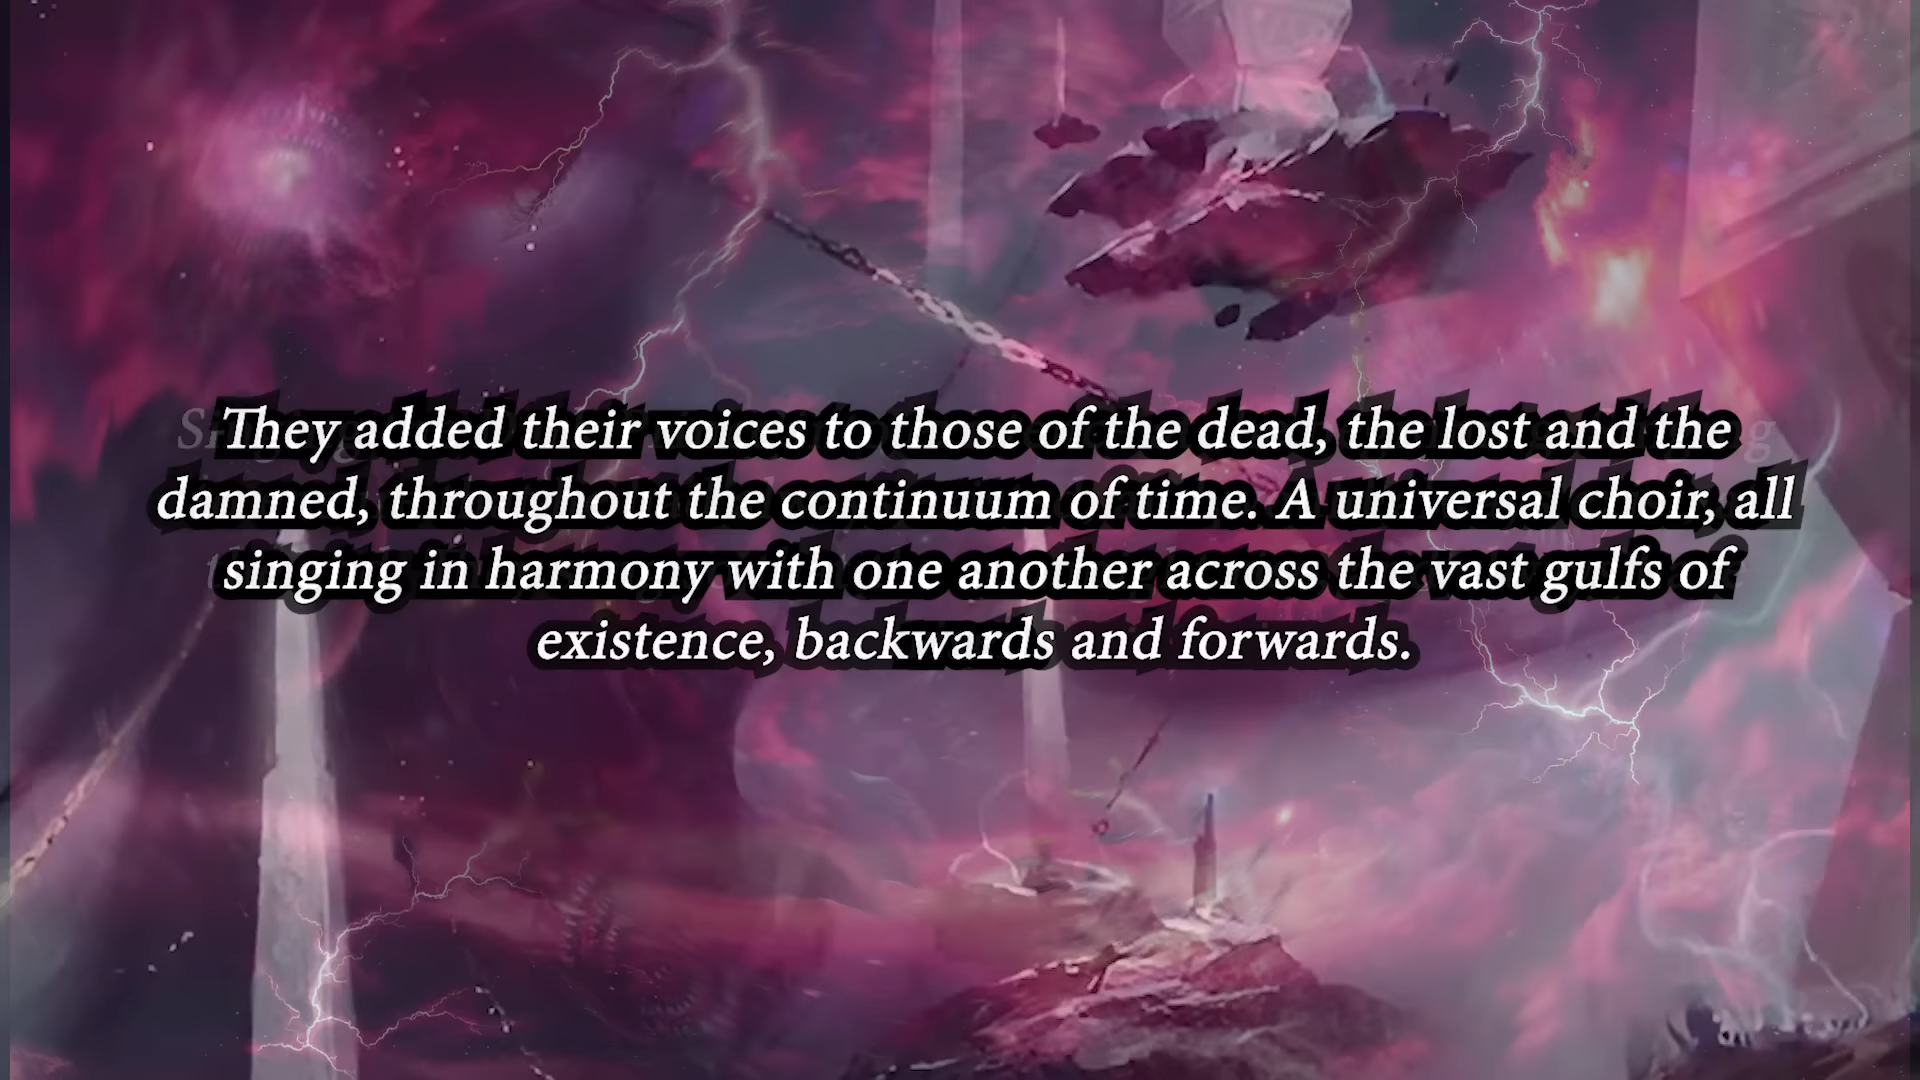 They added their voices to those of the dead, the lost and the
damned, throughout the continuum of time. A universal choir, all
singing in harmony with one another across the vast gulfs of
existence, backwards and forwards.